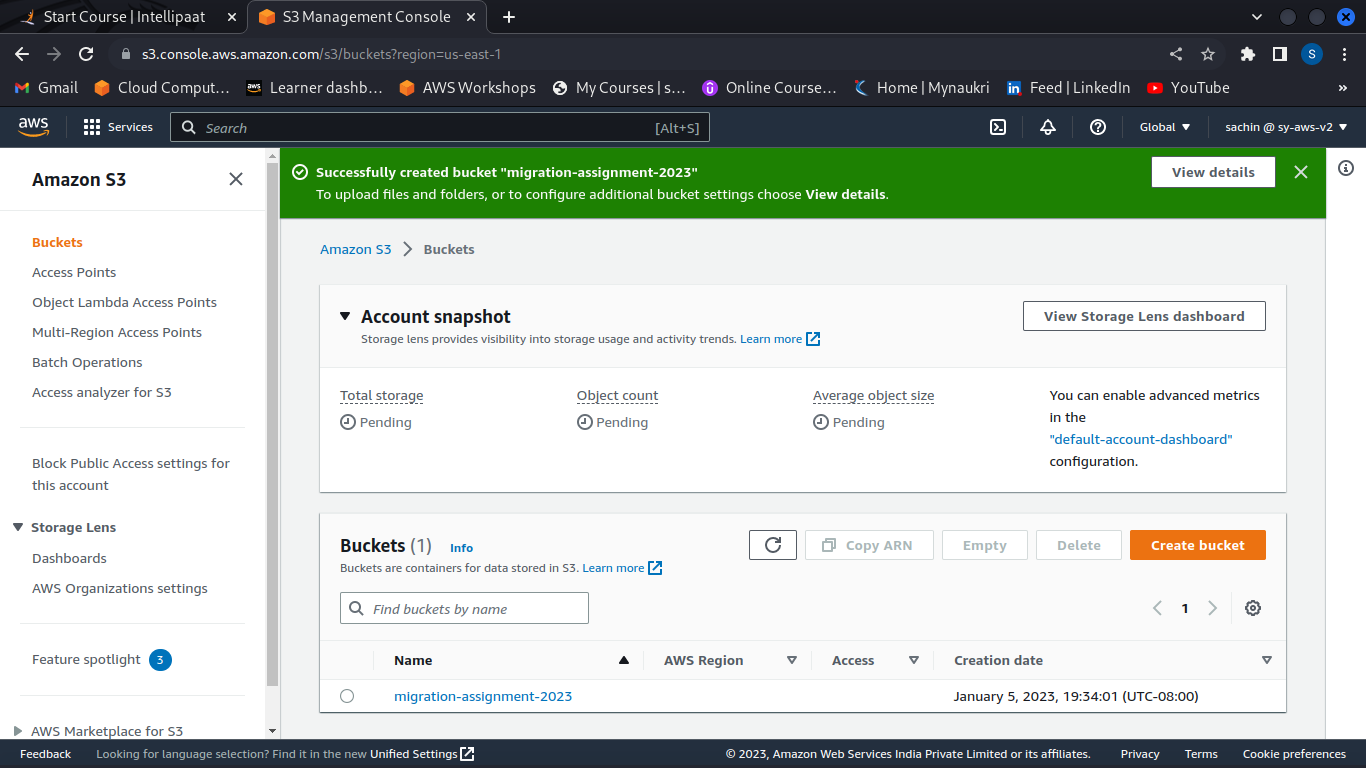 Start Course | Intellipaat
S3 Management Console
s3.console.aws.amazon.com/s3/buckets?region=us-east-1
S
Gmail
Cloud Comput…
aws
Learner dashb…
AWS Workshops
My Courses | s…
Online Course…
Home | Mynaukri
Feed | LinkedIn
YouTube
»
aws
Services
Search
[Alt+S]
Global
sachin @ sy-aws-v2
Amazon S3
Buckets
Access Points
Object Lambda Access Points
Multi-Region Access Points
Batch Operations
Access analyzer for S3
Block Public Access settings for
this account
Storage Lens
Dashboards
AWS Organizations settings
Feature spotlight 3
AWS Marketplace for S3
Successfully created bucket "migration-assignment-2023"
To upload files and folders, or to configure additional bucket settings choose View details.
View details
Amazon S3
Buckets
Account snapshot
Storage lens provides visibility into storage usage and activity trends. Learn more
View Storage Lens dashboard
Total storage
Pending
Object count
Pending
Average object size
Pending
You can enable advanced metrics
in the
"default-account-dashboard"
configuration.
Buckets (1) Info
Buckets are containers for data stored in S3. Learn more
Copy ARN
Empty
Delete
Create bucket
Find buckets by name
1
Name
AWS Region
Access
Creation date
migration-assignment-2023
January 5, 2023, 19:34:01 (UTC-08:00)
Feedback
Looking for language selection? Find it in the new Unified Settings
© 2023, Amazon Web Services India Private Limited or its affiliates.
Privacy
Terms
Cookie preferences